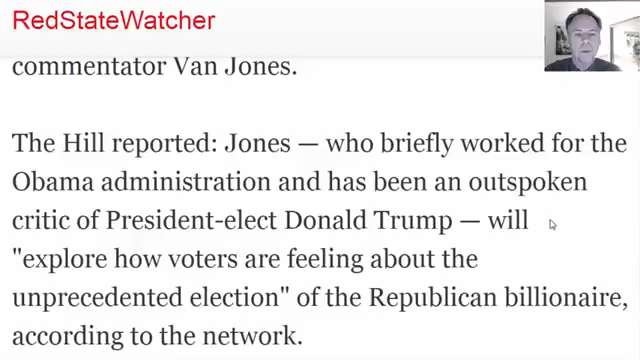 RedStateWatcher
commentator Van Jones.
The Hill reported: Jones — who briefly worked for the
Obama administration and has been an outspoken
critic of President-elect Donald Trump — will
"explore how voters are feeling about the
unprecedented election" of the Republican billionaire,
according to the network.